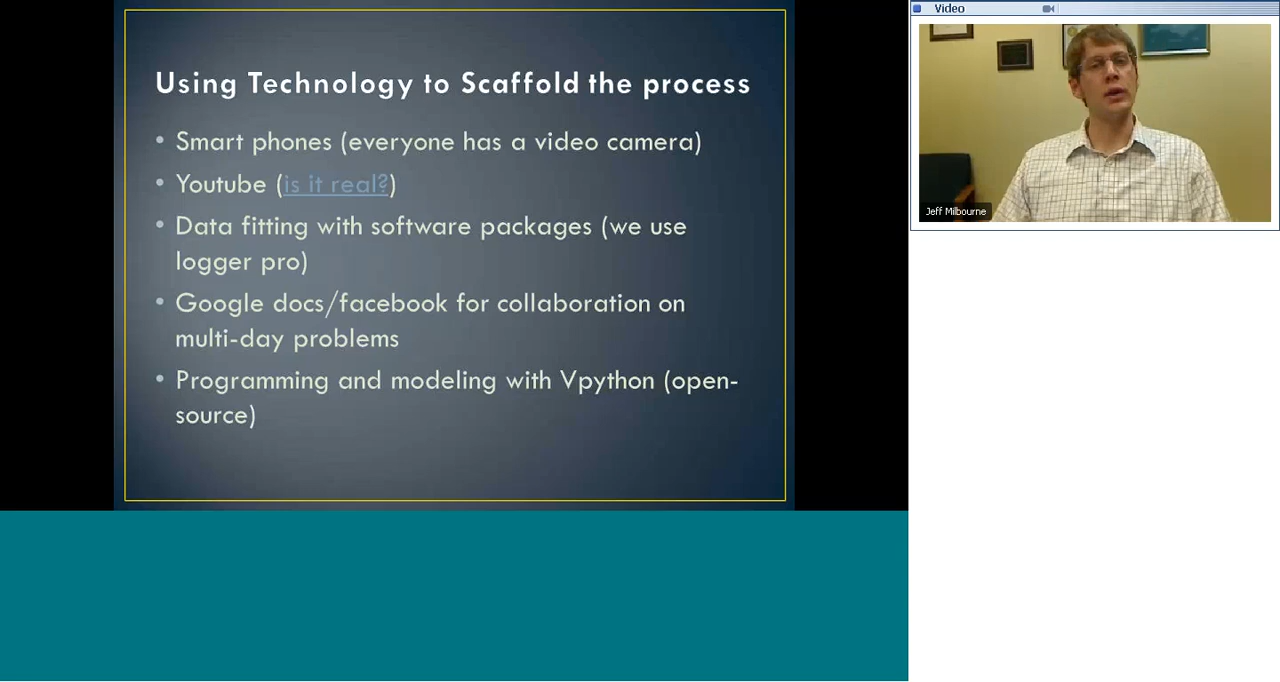 Using Technology to Scaffold the process
• Smart phones (everyone has a video camera)
• Youtube (is it real?)
• Data fitting with software packages (we use
logger pro)
• Google docs/facebook for collaboration on
multi-day problems
• Programming and modeling with Vpython (open-
source)
Video
Jeff Milbourne